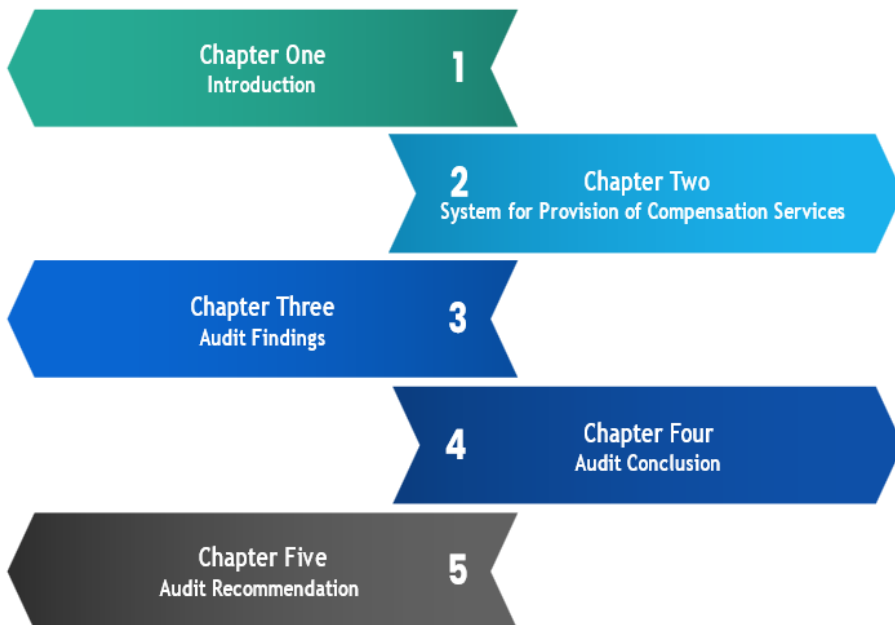 Chapter One
Introduction
1
2
Chapter Two
System for Provision of Compensation Services
Chapter Three
Audit Findings
3
4
Chapter Four
Audit Conclusion
Chapter Five
Audit Recommendation
5